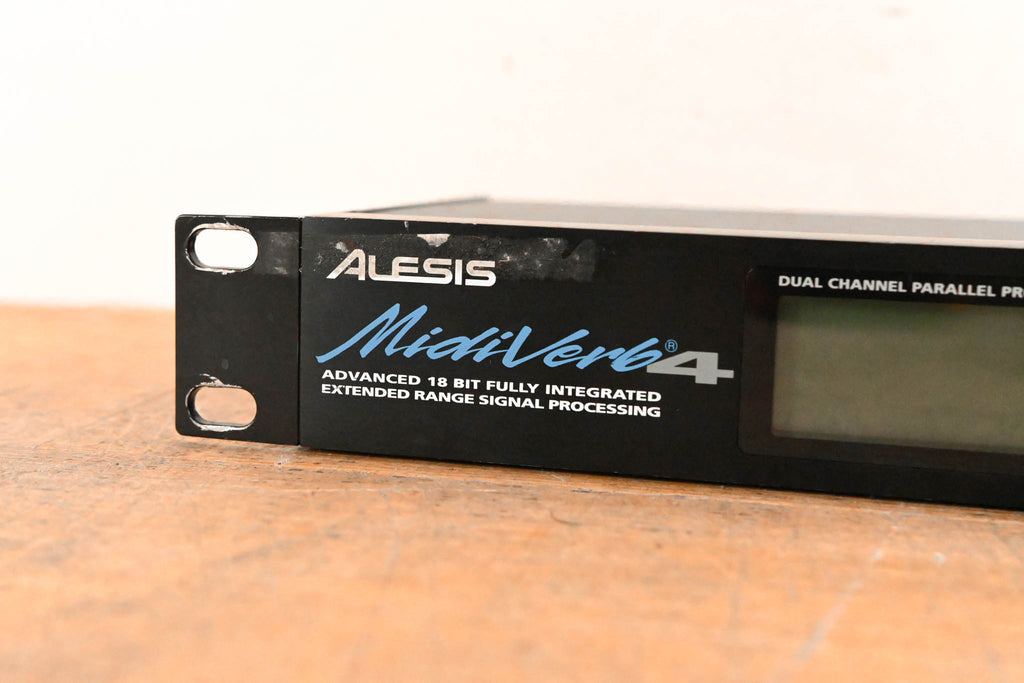 ALESIS
MidiVerb® 4
ADVANCED 18 BIT FULLY INTEGRATED
EXTENDED RANGE SIGNAL PROCESSING
DUAL CHANNEL PARALLEL